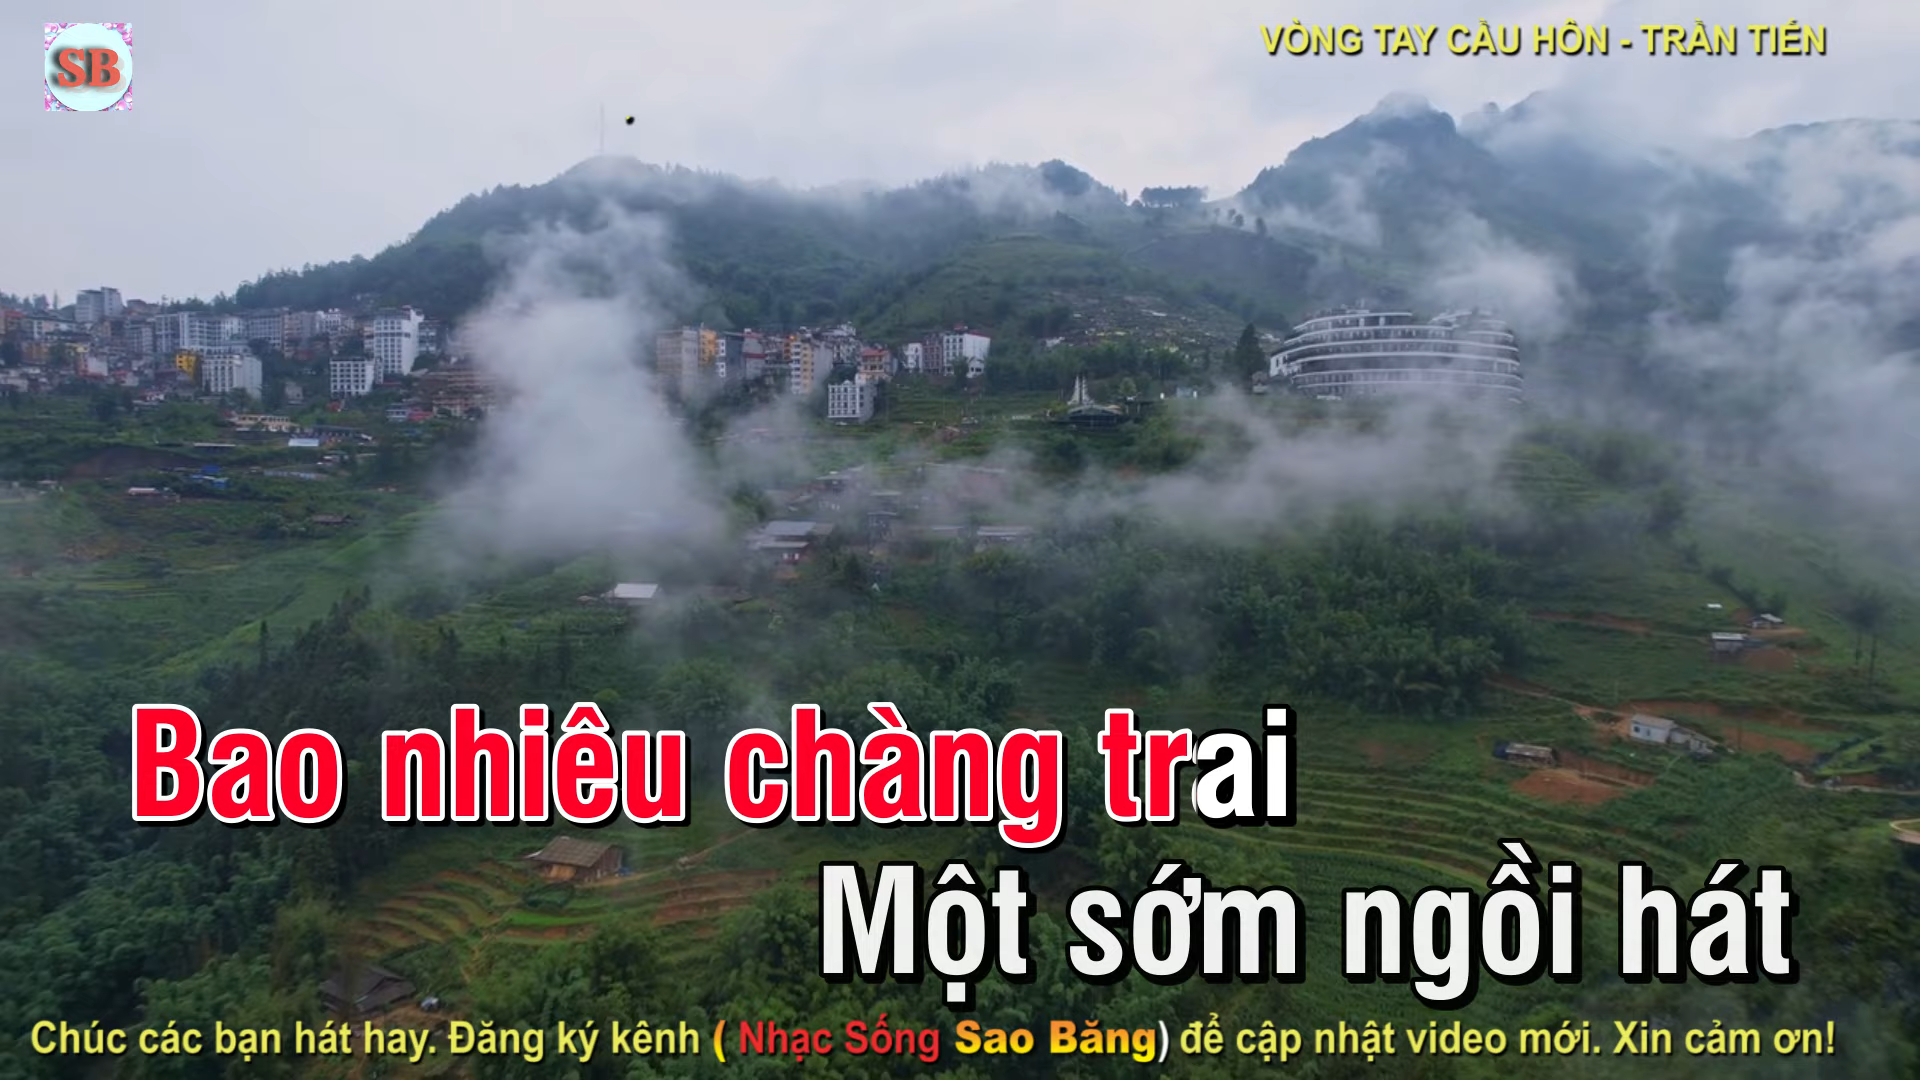 SB
VÒNG TAY CẦU HÔN - TRẦN TIẾN
Bao nhiêu chàng trai
Một sớm ngồi hát
Chúc các bạn hát hay. Đăng ký kênh ( Nhạc Sống Sao Băng) để cập nhật video mới. Xin cảm ơn!